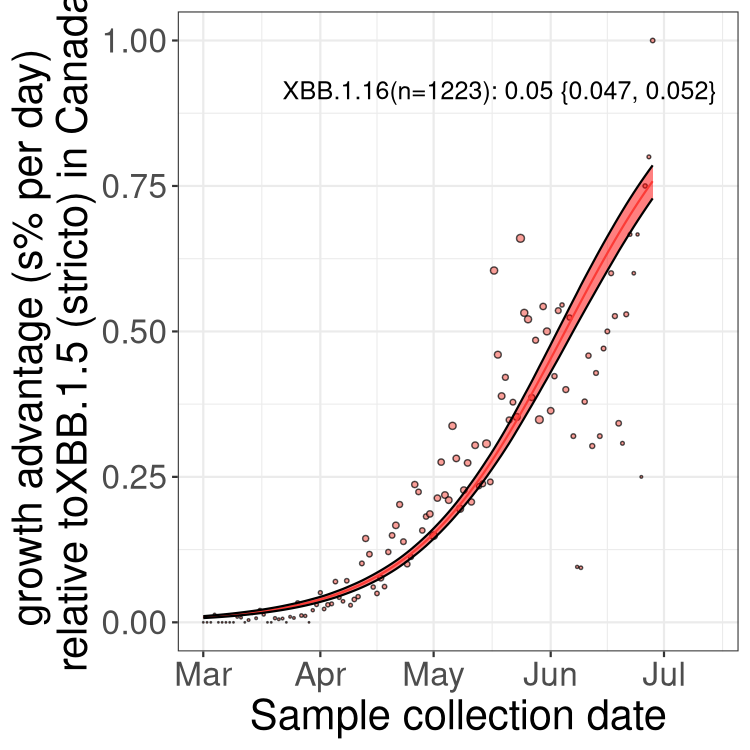 growth advantage (s% per day)
relative toXBB.1.5 (stricto) in Canada
1.00
0.75
0.50
0.25
0.00
XBB.1.16(n=1223): 0.05 {0.047, 0.052}
Mar Apr May Jun Jul
Sample collection date